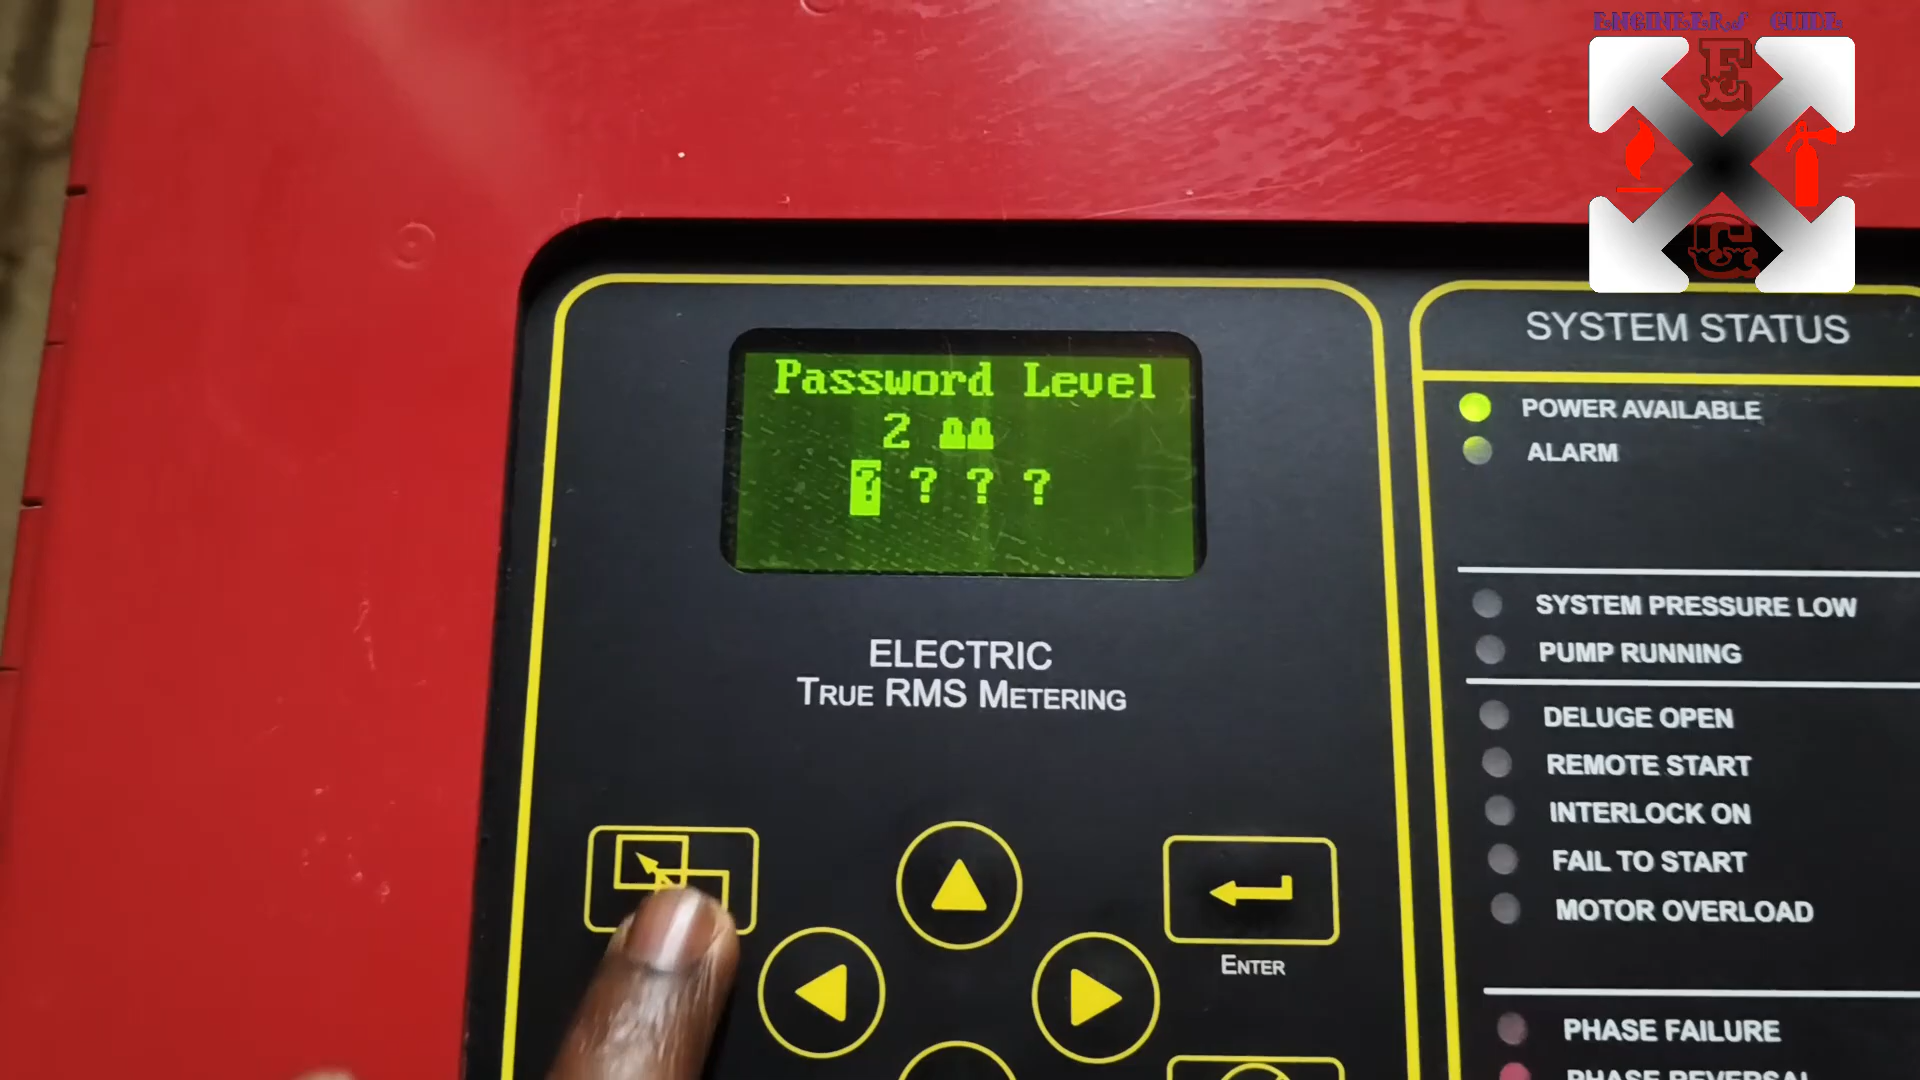 ENGINEERS GUIDE
E
G
Password Level
2
? ? ? ?
ELECTRIC
TRUE RMS METERING
ENTER
SYSTEM STATUS
POWER AVAILABLE
ALARM
SYSTEM PRESSURE LOW
PUMP RUNNING
DELUGE OPEN
REMOTE START
INTERLOCK ON
FAIL TO START
MOTOR OVERLOAD
PHASE FAILURE
PHASE REVERSAL